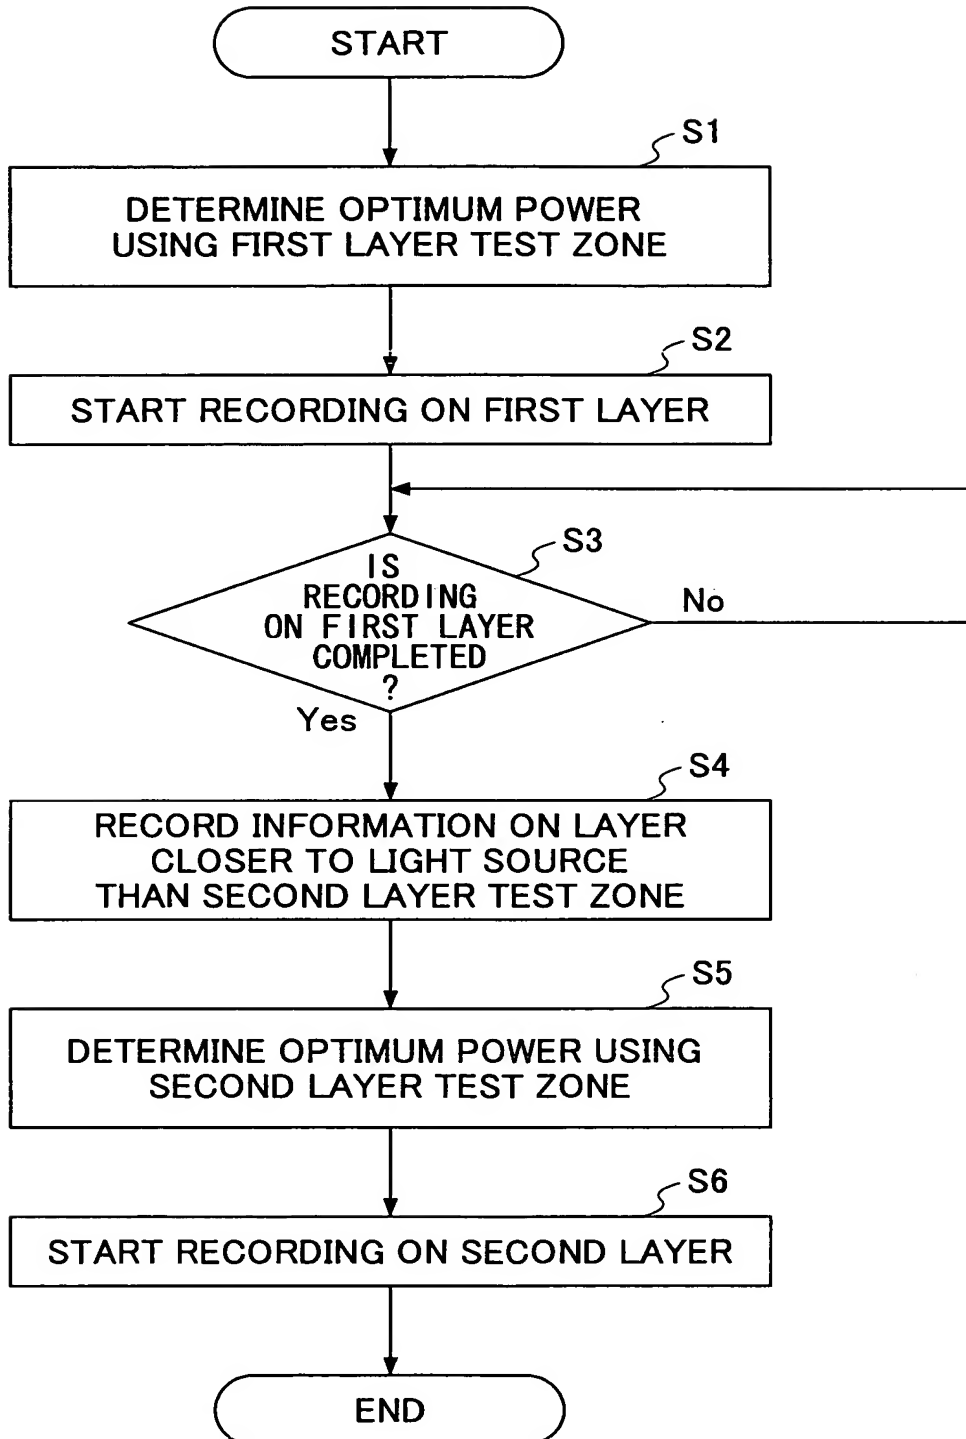 START
S1
DETERMINE OPTIMUM POWER
USING FIRST LAYER TEST ZONE
S2
START RECORDING ON FIRST LAYER
S3
IS
RECORDING
ON FIRST LAYER
COMPLETED
?
No
Yes
S4
RECORD INFORMATION ON LAYER
CLOSER TO LIGHT SOURCE
THAN SECOND LAYER TEST ZONE
S5
DETERMINE OPTIMUM POWER USING
SECOND LAYER TEST ZONE
S6
START RECORDING ON SECOND LAYER
END